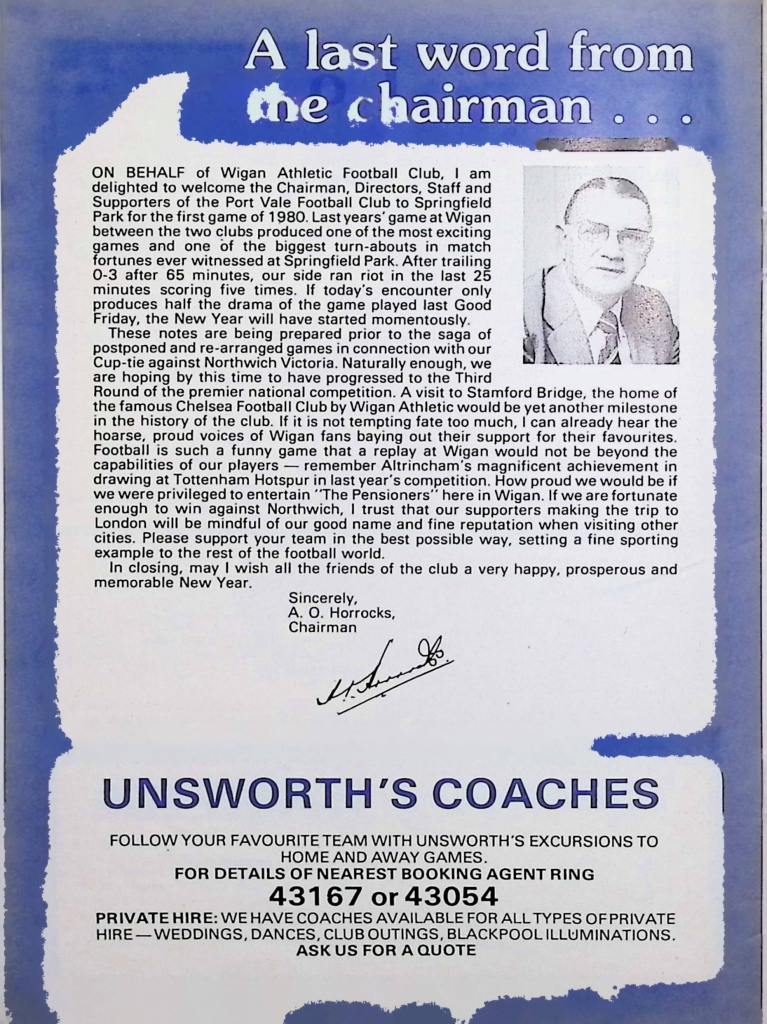 A last word from
the chairman . . .
ON BEHALF of Wigan Athletic Football Club, I am
delighted to welcome the Chairman, Directors, Staff and
Supporters of the Port Vale Football Club to Springfield
Park for the first game of 1980. Last years' game at Wigan
between the two clubs produced one of the most exciting
games and one of the biggest turn-abouts in match
fortunes ever witnessed at Springfield Park. After trailing
0-3 after 65 minutes, our side ran riot in the last 25
minutes scoring five times. If today's encounter only
produces half the drama of the game played last Good
Friday, the New Year will have started momentously.
These notes are being prepared prior to the saga of
postponed and re-arranged games in connection with our
Cup-tie against Northwich Victoria. Naturally enough, we
are hoping by this time to have progressed to the Third
Round of the premier national competition. A visit to Stamford Bridge, the home of
the famous Chelsea Football Club by Wigan Athletic would be yet another milestone
in the history of the club. If it is not tempting fate too much, I can already hear the
hoarse, proud voices of Wigan fans baying out their support for their favourites.
Football is such a funny game that a replay at Wigan would not be beyond the
capabilities of our players — remember Altrincham's magnificent achievement in
drawing at Tottenham Hotspur in last year's competition. How proud we would be if
we were privileged to entertain "The Pensioners" here in Wigan. If we are fortunate
enough to win against Northwich, I trust that our supporters making the trip to
London will be mindful of our good name and fine reputation when visiting other
cities. Please support your team in the best possible way, setting a fine sporting
example to the rest of the football world.
In closing, may I wish all the friends of the club a very happy, prosperous and
memorable New Year.
Sincerely,
A. O. Horrocks,
Chairman
UNSWORTH'S COACHES
FOLLOW YOUR FAVOURITE TEAM WITH UNSWORTH'S EXCURSIONS TO
HOME AND AWAY GAMES.
FOR DETAILS OF NEAREST BOOKING AGENT RING
43167 or 43054
PRIVATE HIRE: WE HAVE COACHES AVAILABLE FOR ALL TYPES OF PRIVATE
HIRE — WEDDINGS, DANCES, CLUB OUTINGS, BLACKPOOL ILLUMINATIONS.
ASK US FOR A QUOTE